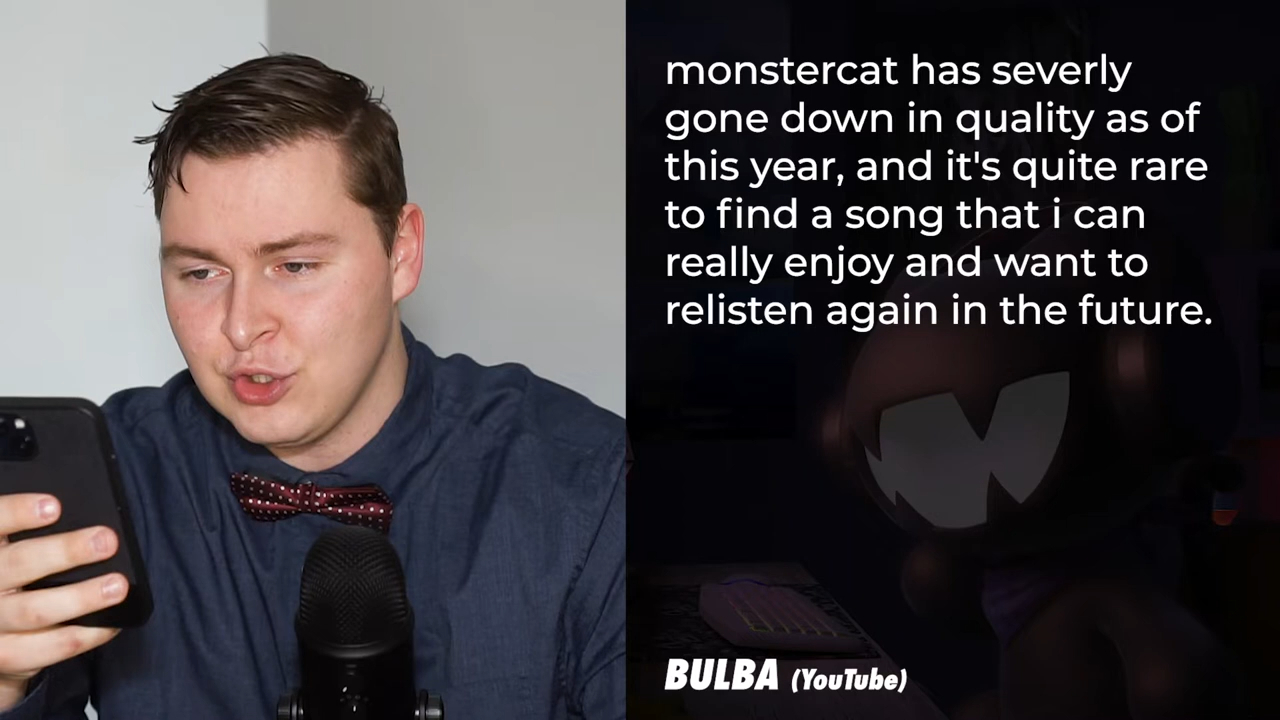 monstercat has severly
gone down in quality as of
this year, and it's quite rare
to find a song that i can
really enjoy and want to
relisten again in the future.
BULBA (YouTube)